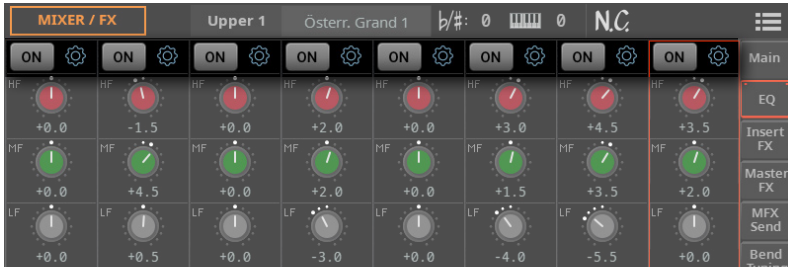 MIXER / FX Upper 1 Österr. Grand 1 b/#: 0 0 N.C.
ON ON ON ON ON ON ON ON Main
HF HF HF HF HF HF HF HF EQ
+0.0 -1.5 +0.0 +2.0 +0.0 +3.0 +4.5 +3.5
Insert
FX
MF MF MF MF MF MF MF MF
+0.0 +4.5 +0.0 +2.0 +0.0 +1.5 +3.5 +2.0
Master
FX
LF LF LF LF LF LF LF LF
MFX
Send
+0.0 +0.5 +0.0 -3.0 +0.0 -4.0 -5.5 +0.0
Bend